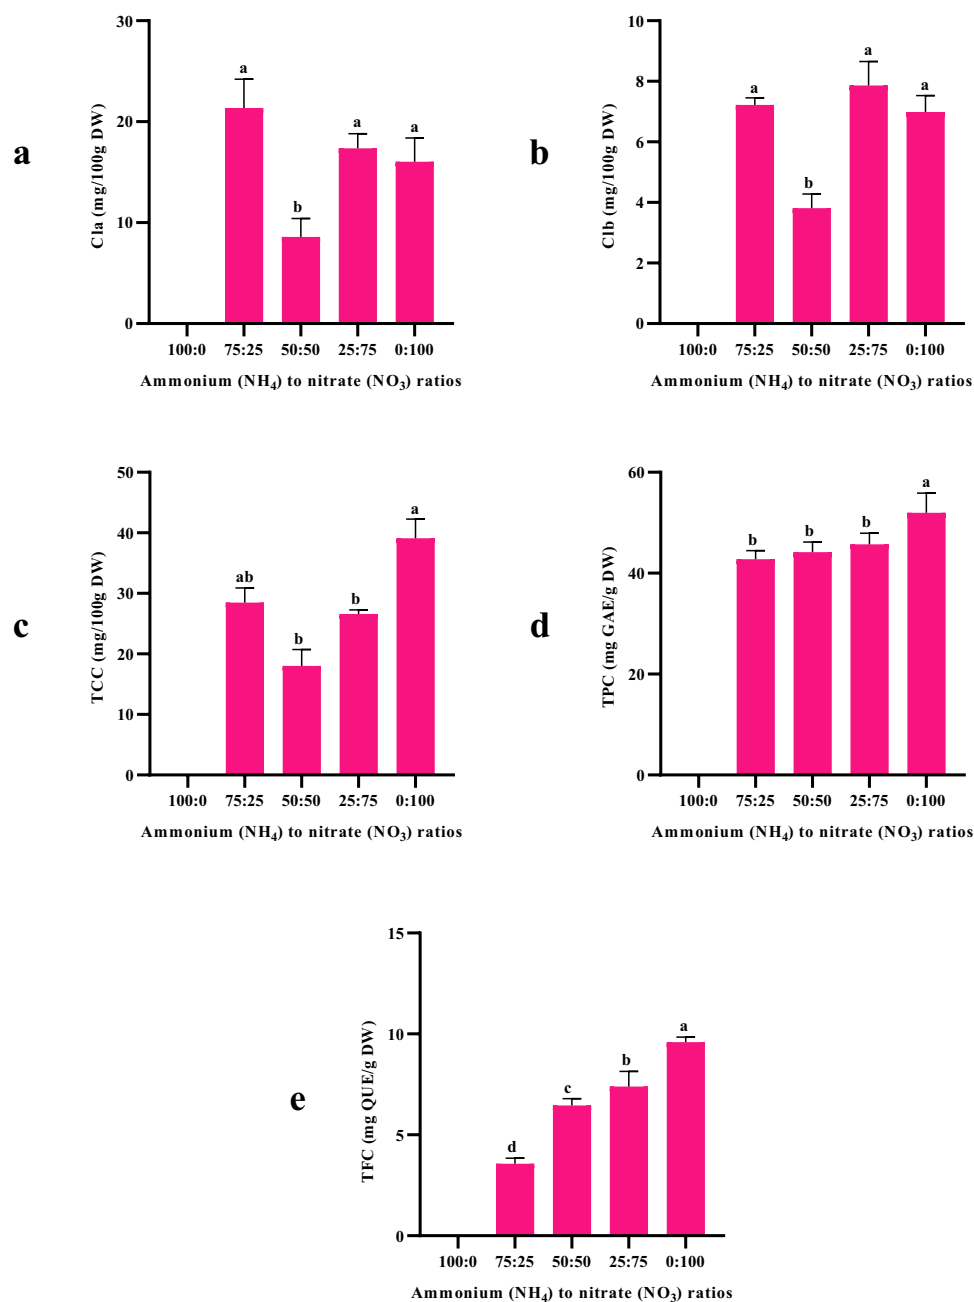 a
30
20
10
0
Cla (mg/100g DW)
a
b
a
a
100:0 75:25 50:50 25:75 0:100
Ammonium (NH₄) to nitrate (NO₃) ratios
b
10
8
6
4
2
0
Clb (mg/100g DW)
a
b
a
a
100:0 75:25 50:50 25:75 0:100
Ammonium (NH₄) to nitrate (NO₃) ratios
c
50
40
30
20
10
0
TCC (mg/100g DW)
ab
b
b
a
100:0 75:25 50:50 25:75 0:100
Ammonium (NH₄) to nitrate (NO₃) ratios
d
60
40
20
0
TPC (mg GAE/g DW)
b
b
b
a
100:0 75:25 50:50 25:75 0:100
Ammonium (NH₄) to nitrate (NO₃) ratios
e
15
10
5
0
TFC (mg QUE/g DW)
d
c
b
a
100:0 75:25 50:50 25:75 0:100
Ammonium (NH₄) to nitrate (NO₃) ratios